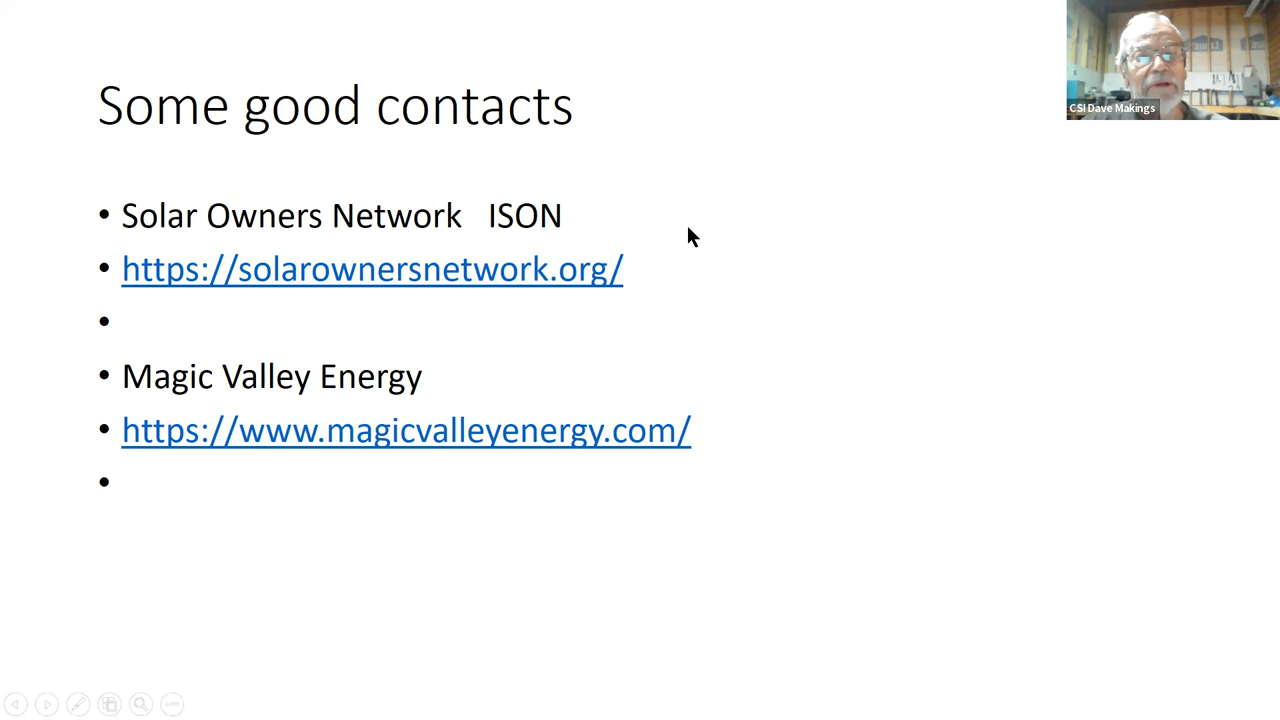 Some good contacts
CSI Dave Makings
• Solar Owners Network ISON
• https://solarownersnetwork.org/
•
• Magic Valley Energy
• https://www.magicvalleyenergy.com/
•